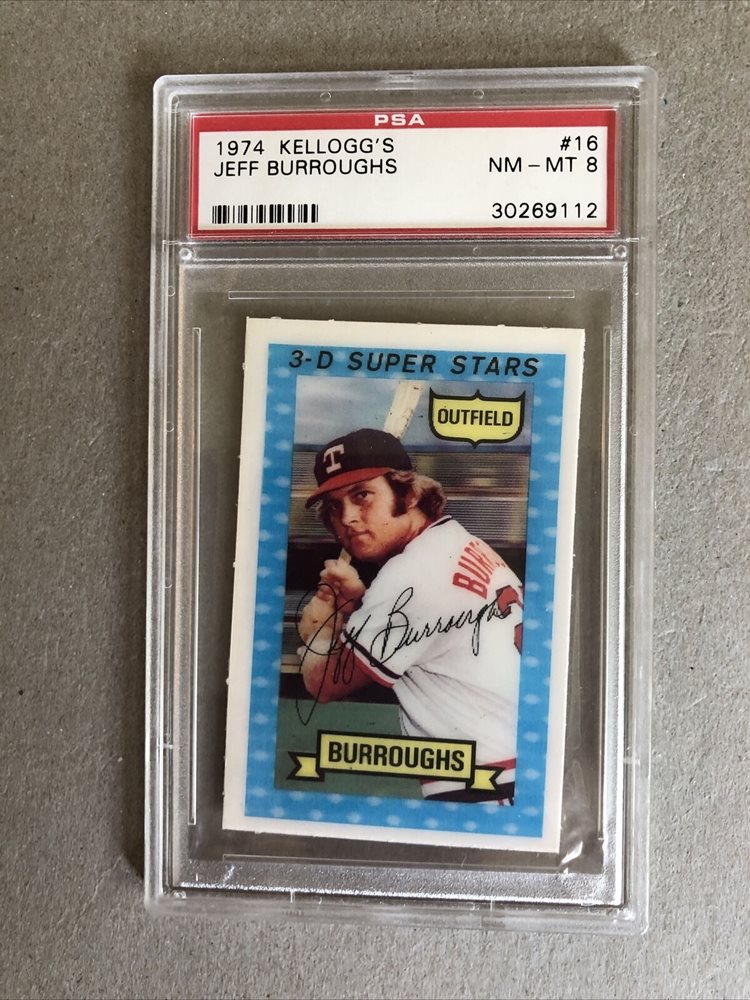 PSA
1974 KELLOGG'S #16
JEFF BURROUGHS NM-MT 8
30269112
3-D SUPER STARS
OUTFIELD
T
Jeff Burroughs
BURROUGHS